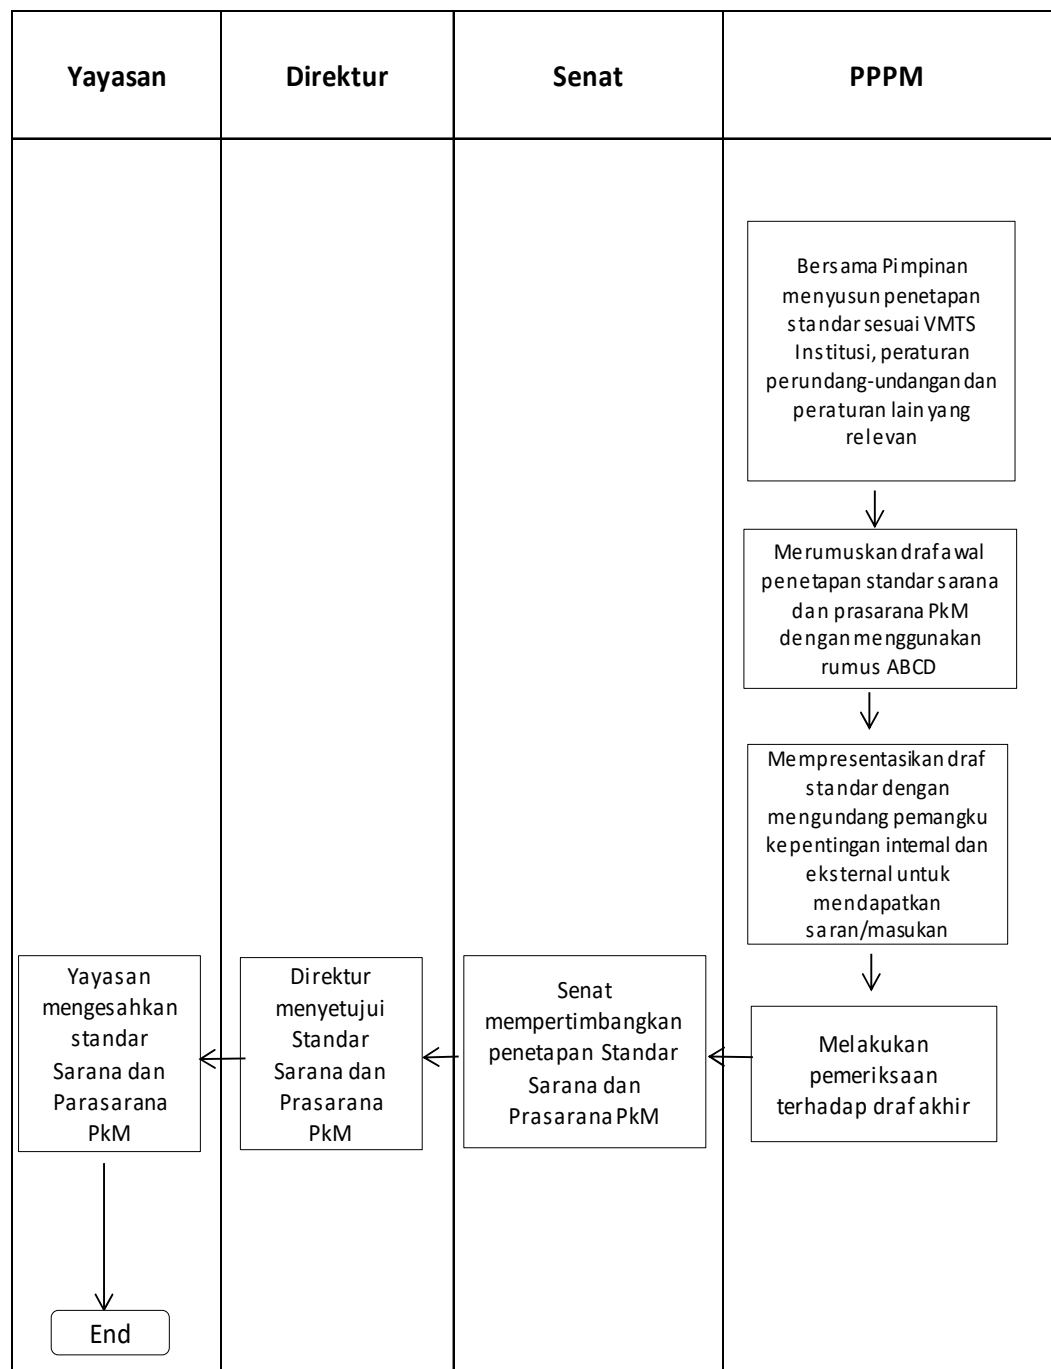 Yayasan
Direktur
Senat
PPPM
Bersama Pimpinan
menyusun penetapan
standar sesuai VMTS
Institusi, peraturan
perundang-undangan dan
peraturan lain yang
relevan
Merumuskan draf awal
penetapan standar sarana
dan prasarana PkM
dengan menggunakan
rumus ABCD
Mempresentasikan draf
standar dengan
mengundang pemangku
kepentingan internal dan
eksternal untuk
mendapatkan
saran/masukan
Melakukan
pemeriksaan
terhadap draf akhir
Senat
mempertimbangkan
penetapan Standar
Sarana dan
Prasarana PkM
Direktur
menyetujui
Standar
Sarana dan
Prasarana
PkM
Yayasan
mengesahkan
standar
Sarana dan
Parasarana
PkM
End